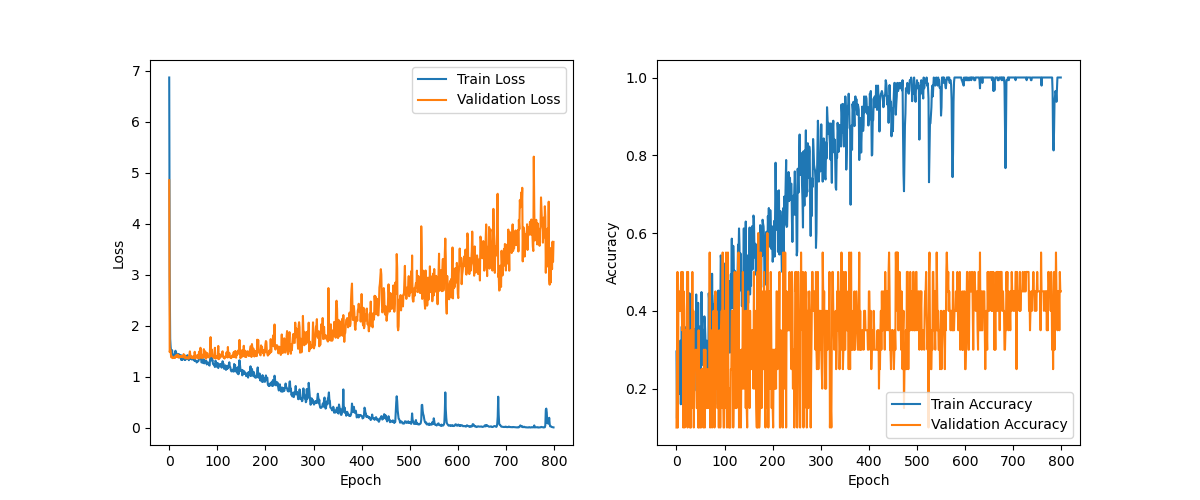 7
6
5
4
3
2
1
0
Loss
Train Loss
Validation Loss
0 100 200 300 400 500 600 700 800
Epoch
1.0
0.8
0.6
0.4
0.2
Accuracy
Train Accuracy
Validation Accuracy
0 100 200 300 400 500 600 700 800
Epoch